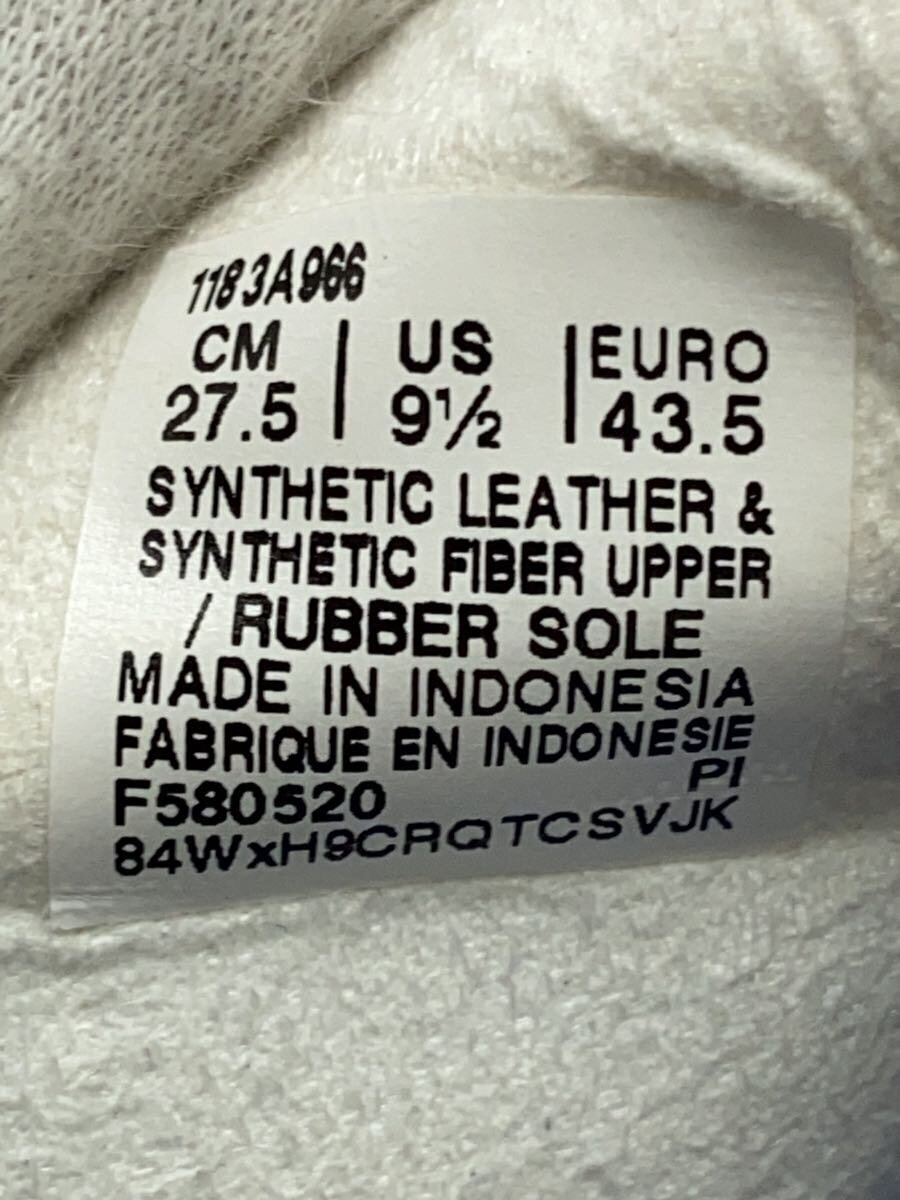 1183A966
CM | US | EURO
27.5 | 9½ | 43.5
SYNTHETIC LEATHER &
SYNTHETIC FIBER UPPER
/ RUBBER SOLE
MADE IN INDONESIA
FABRIQUE EN INDONESIE
F580520 PI
84WxH9CRQTCSVJK